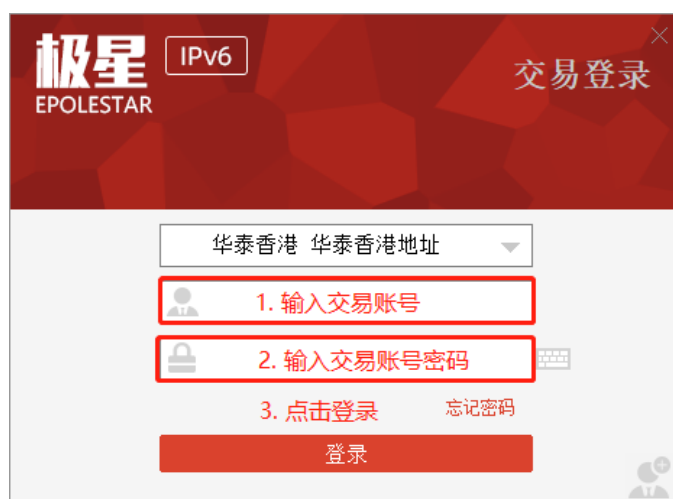 极星 IPv6
EPOLESTAR
交易登录
华泰香港 华泰香港地址
1. 输入交易账号
2. 输入交易账号密码
3. 点击登录 忘记密码
登录